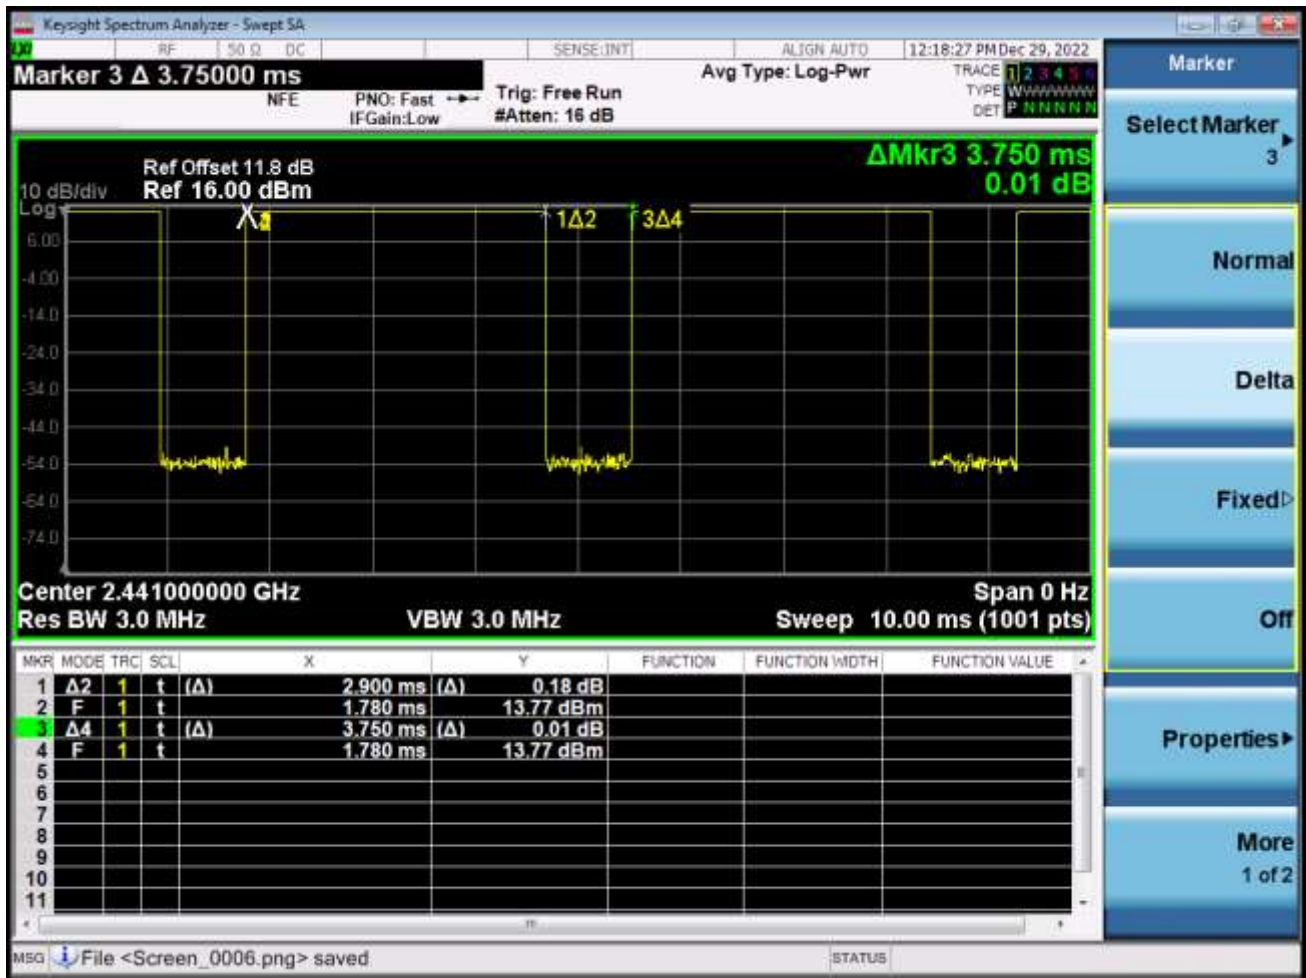 Keysight Spectrum Analyzer - Swept SA
RF 50 Ω DC SENSE:INT ALIGN AUTO 12:18:27 PM Dec 29, 2022
Marker 3 Δ 3.75000 ms
NFE
PNO: Fast
IFGain:Low
Trig: Free Run
#Atten: 16 dB
Avg Type: Log-Pwr
TRACE 1 2 3 4 5 6
TYPE WWWWWW
DET P N N N N N
ΔMkr3 3.750 ms
0.01 dB
Ref Offset 11.8 dB
10 dB/div Ref 16.00 dBm
Log
1Δ2 3Δ4
6.00
-4.00
-14.0
-24.0
-34.0
-44.0
-54.0
-64.0
-74.0
Center 2.441000000 GHz Span 0 Hz
Res BW 3.0 MHz VBW 3.0 MHz Sweep 10.00 ms (1001 pts)
MKR MODE TRC SCL X Y FUNCTION FUNCTION WIDTH FUNCTION VALUE
1 Δ2 1 t (Δ) 2.900 ms (Δ) 0.18 dB
2 F 1 t 1.780 ms 13.77 dBm
3 Δ4 1 t (Δ) 3.750 ms (Δ) 0.01 dB
4 F 1 t 1.780 ms 13.77 dBm
5
6
7
8
9
10
11
MSG File <Screen_0006.png> saved STATUS
Marker
Select Marker
3
Normal
Delta
Fixed
Off
Properties
More
1 of 2